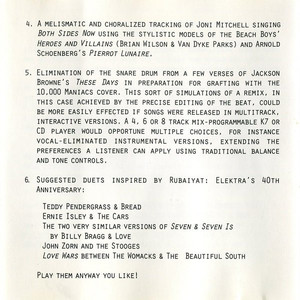 4. A MELISMATIC AND CHORALIZED TRACKING OF JONI MITCHELL SINGING
BOTH SIDES NOW USING THE STYLISTIC MODELS OF THE BEACH BOYS'
HEROES AND VILLAINS (BRIAN WILSON & VAN DYKE PARKS) AND ARNOLD
SCHOENBERG'S PIERROT LUNAIRE.
5. ELIMINATION OF THE SNARE DRUM FROM A FEW VERSES OF JACKSON
BROWNE'S THESE DAYS IN PREPARATION FOR GRAFTING WITH THE
10,000 MANIACS COVER. THIS SORT OF SIMULATIONS OF A REMIX, IN
THIS CASE ACHIEVED BY THE PRECISE EDITING OF THE BEAT, COULD
BE MORE EASILY EFFECTED IF SONGS WERE RELEASED IN MULTITRACK,
INTERACTIVE VERSIONS. A 4, 6 OR 8 TRACK MIX-PROGRAMMABLE K7 OR
CD PLAYER WOULD OPPORTUNE MULTIPLE CHOICES, FOR INSTANCE
VOCAL-ELIMINATED INSTRUMENTAL VERSIONS, EXTENDING THE
PREFERENCES A LISTENER CAN APPLY USING TRADITIONAL BALANCE
AND TONE CONTROLS.
6. SUGGESTED DUETS INSPIRED BY RUBAIYAT: ELEKTRA'S 40TH
ANNIVERSARY:
TEDDY PENDERGRASS & BREAD
ERNIE ISLEY & THE CARS
THE TWO VERY SIMILAR VERSIONS OF SEVEN & SEVEN IS
BY BILLY BRAGG & LOVE
JOHN ZORN AND THE STOOGES
LOVE WARS BETWEEN THE WOMACKS & THE BEAUTIFUL SOUTH
PLAY THEM ANYWAY YOU LIKE!